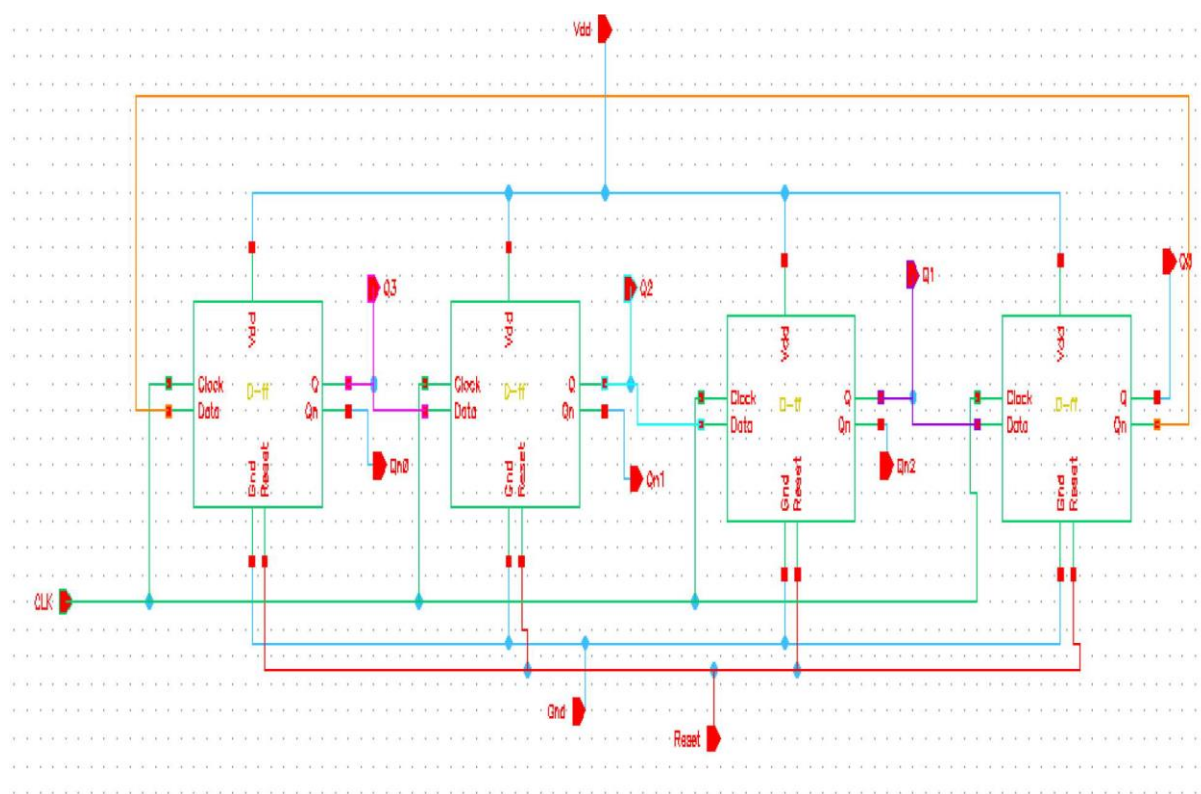 Vdd
Q3
Q2
Q1
Q0
Vdd
Vdd
Vdd
Vdd
Clock
D-ff
Q
Data
Qn
Gnd
Reset
Clock
D-ff
Q
Data
Qn
Gnd
Reset
Clock
D-ff
Q
Data
Qn
Gnd
Reset
Clock
D-ff
Q
Data
Qn
Gnd
Reset
Qn0
Qn1
Qn2
CLK
Gnd
Reset